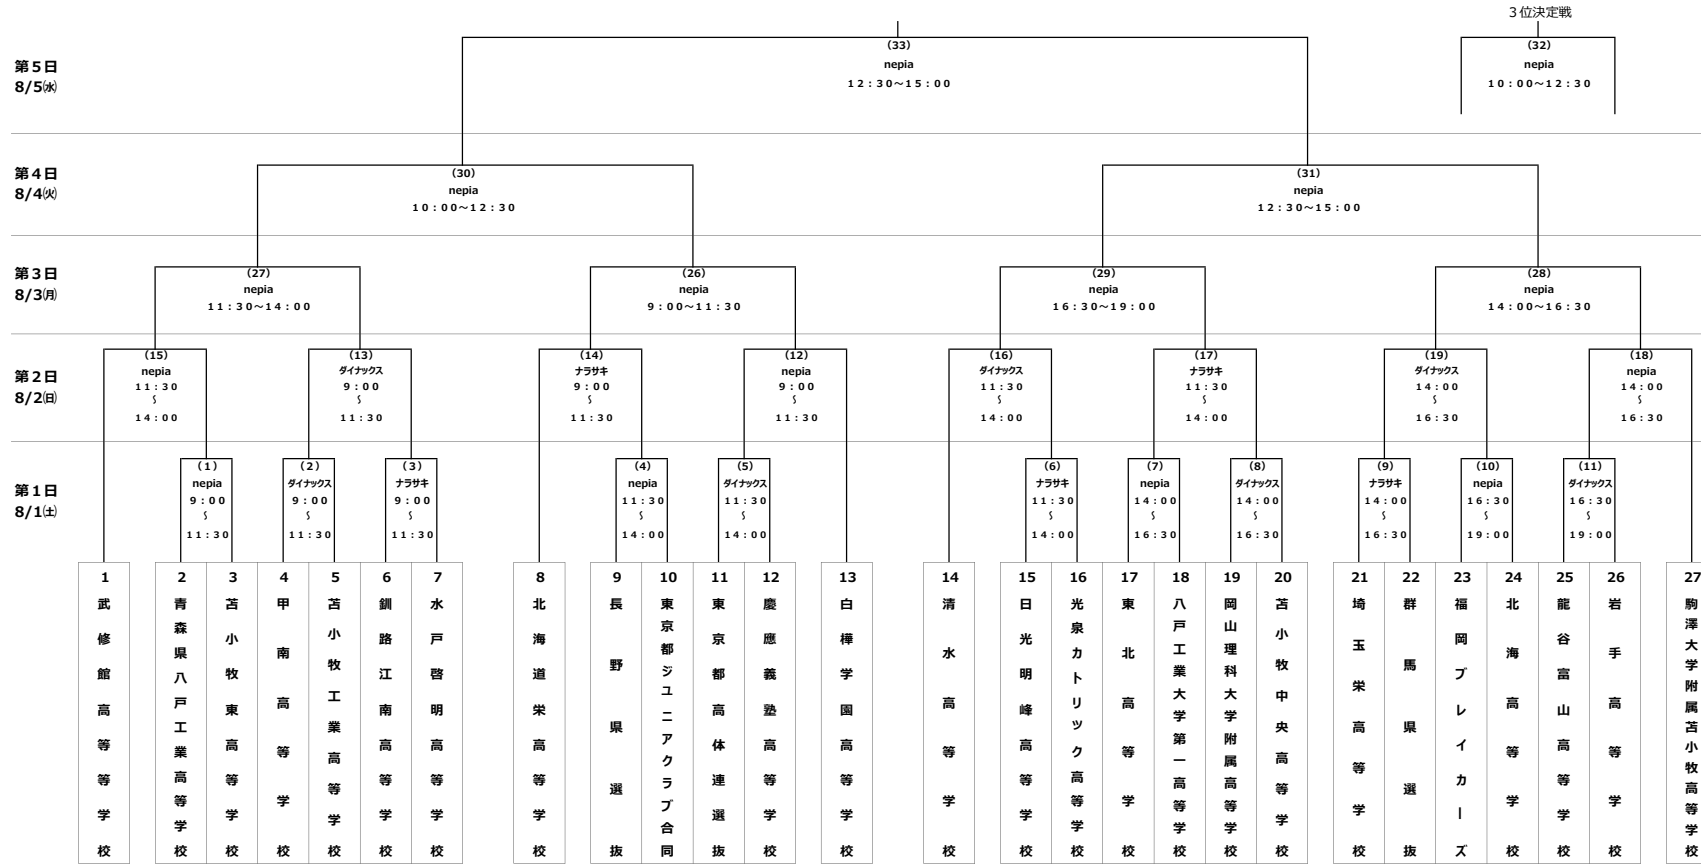 ３位決定戦
第５日
8/5㈬
(33)
nepia
１２：３０～１５：００
(32)
nepia
１０：００～１２：３０
第４日
8/4㈫
(30)
nepia
１０：００～１２：３０
(31)
nepia
１２：３０～１５：００
第３日
8/3㈪
(27)
nepia
１１：３０～１４：００
(26)
nepia
９：００～１１：３０
(29)
nepia
１６：３０～１９：００
(28)
nepia
１４：００～１６：３０
第２日
8/2㈰
(15)
nepia
１１：３０
～
１４：００
(13)
ダイナックス
９：００
～
１１：３０
(14)
ナラサキ
９：００
～
１１：３０
(12)
nepia
９：００
～
１１：３０
(16)
ダイナックス
１１：３０
～
１４：００
(17)
ナラサキ
１１：３０
～
１４：００
(19)
ダイナックス
１４：００
～
１６：３０
(18)
nepia
１４：００
～
１６：３０
第１日
8/1㈯
(１)
nepia
９：００
～
１１：３０
(２)
ダイナックス
９：００
～
１１：３０
(３)
ナラサキ
９：００
～
１１：３０
(４)
nepia
１１：３０
～
１４：００
(５)
ダイナックス
１１：３０
～
１４：００
(６)
ナラサキ
１１：３０
～
１４：００
(７)
nepia
１４：００
～
１６：３０
(８)
ダイナックス
１４：００
～
１６：３０
(９)
ナラサキ
１４：００
～
１６：３０
(10)
nepia
１６：３０
～
１９：００
(11)
ダイナックス
１６：３０
～
１９：００
1
武修館高等学校
2
青森県八戸工業高等学校
3
苫小牧東高等学校
4
甲南高等学校
5
苫小牧工業高等学校
6
釧路江南高等学校
7
水戸啓明高等学校
8
北海道栄高等学校
9
長野県選抜
10
東京都ジュニアクラブ合同
11
東京都高体連選抜
12
慶應義塾高等学校
13
白樺学園高等学校
14
清水高等学校
15
日光明峰高等学校
16
光泉カトリック高等学校
17
東北高等学校
18
八戸工業大学第一高等学校
19
岡山理科大学附属高等学校
20
苫小牧中央高等学校
21
埼玉栄高等学校
22
群馬県選抜
23
福岡ブレイカーズ
24
北海高等学校
25
龍谷富山高等学校
26
岩手高等学校
27
駒澤大学附属苫小牧高等学校